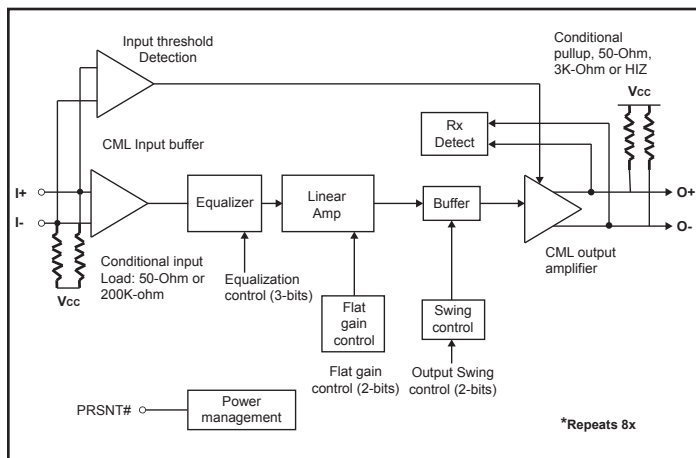 Input threshold
Detection
Conditional
pullup, 50-Ohm,
3K-Ohm or HIZ
Vcc
Rx
Detect
CML Input buffer
I+
I-
Equalizer
Linear
Amp
Buffer
O+
O-
CML output
amplifier
Conditional input
Load: 50-Ohm or
200K-ohm
Vcc
Equalization
control (3-bits)
Flat
gain
control
Swing
control
Flat gain
control (2-bits)
Output Swing
control (2-bits)
PRSNT#
Power
management
*Repeats 8x